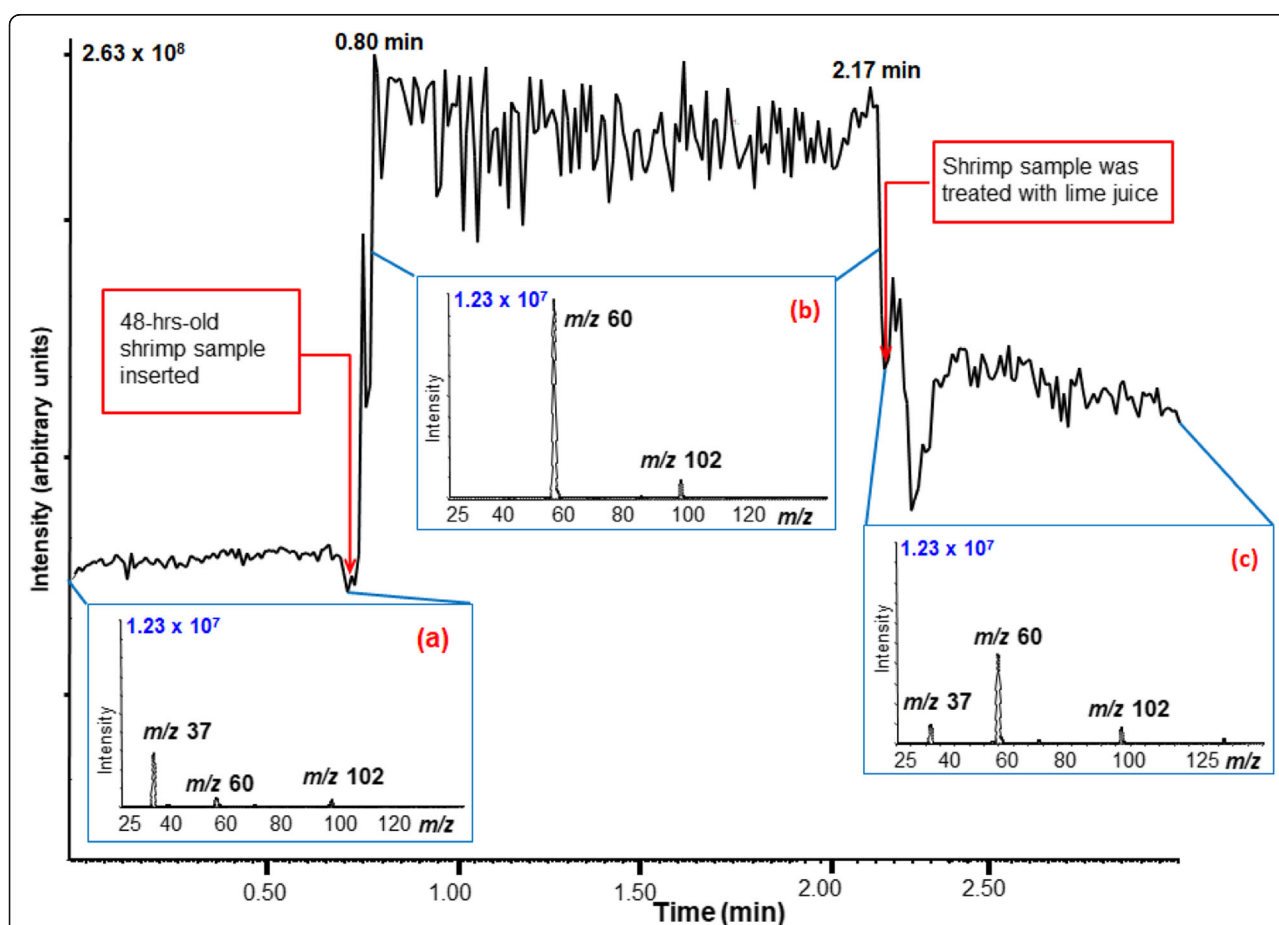 2.63 x 10⁸
0.80 min
2.17 min
Shrimp sample was
treated with lime juice
48-hrs-old
shrimp sample
inserted
Intensity (arbitrary units)
1.23 x 10⁷
(b)
m/z 60
m/z 102
Intensity
25 40 60 80 100 120 m/z
1.23 x 10⁷
(a)
m/z 37
m/z 60
m/z 102
Intensity
25 40 60 80 100 120 m/z
1.23 x 10⁷
(c)
m/z 60
m/z 37
m/z 102
Intensity
25 40 60 80 100 125 m/z
0.50 1.00 1.50 2.00 2.50
Time (min)